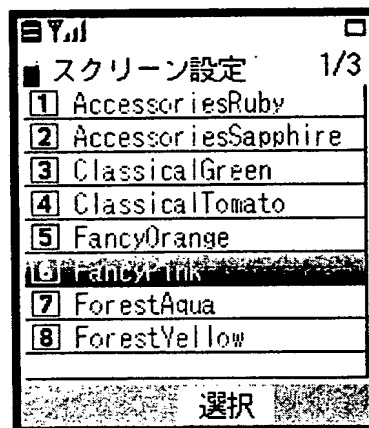 スクリーン設定 1/3
1 AccessoriesRuby
2 AccessoriesSapphire
3 ClassicalGreen
4 ClassicalTomato
5 FancyOrange
6 FancyPink
7 ForestAqua
8 ForestYellow
選択